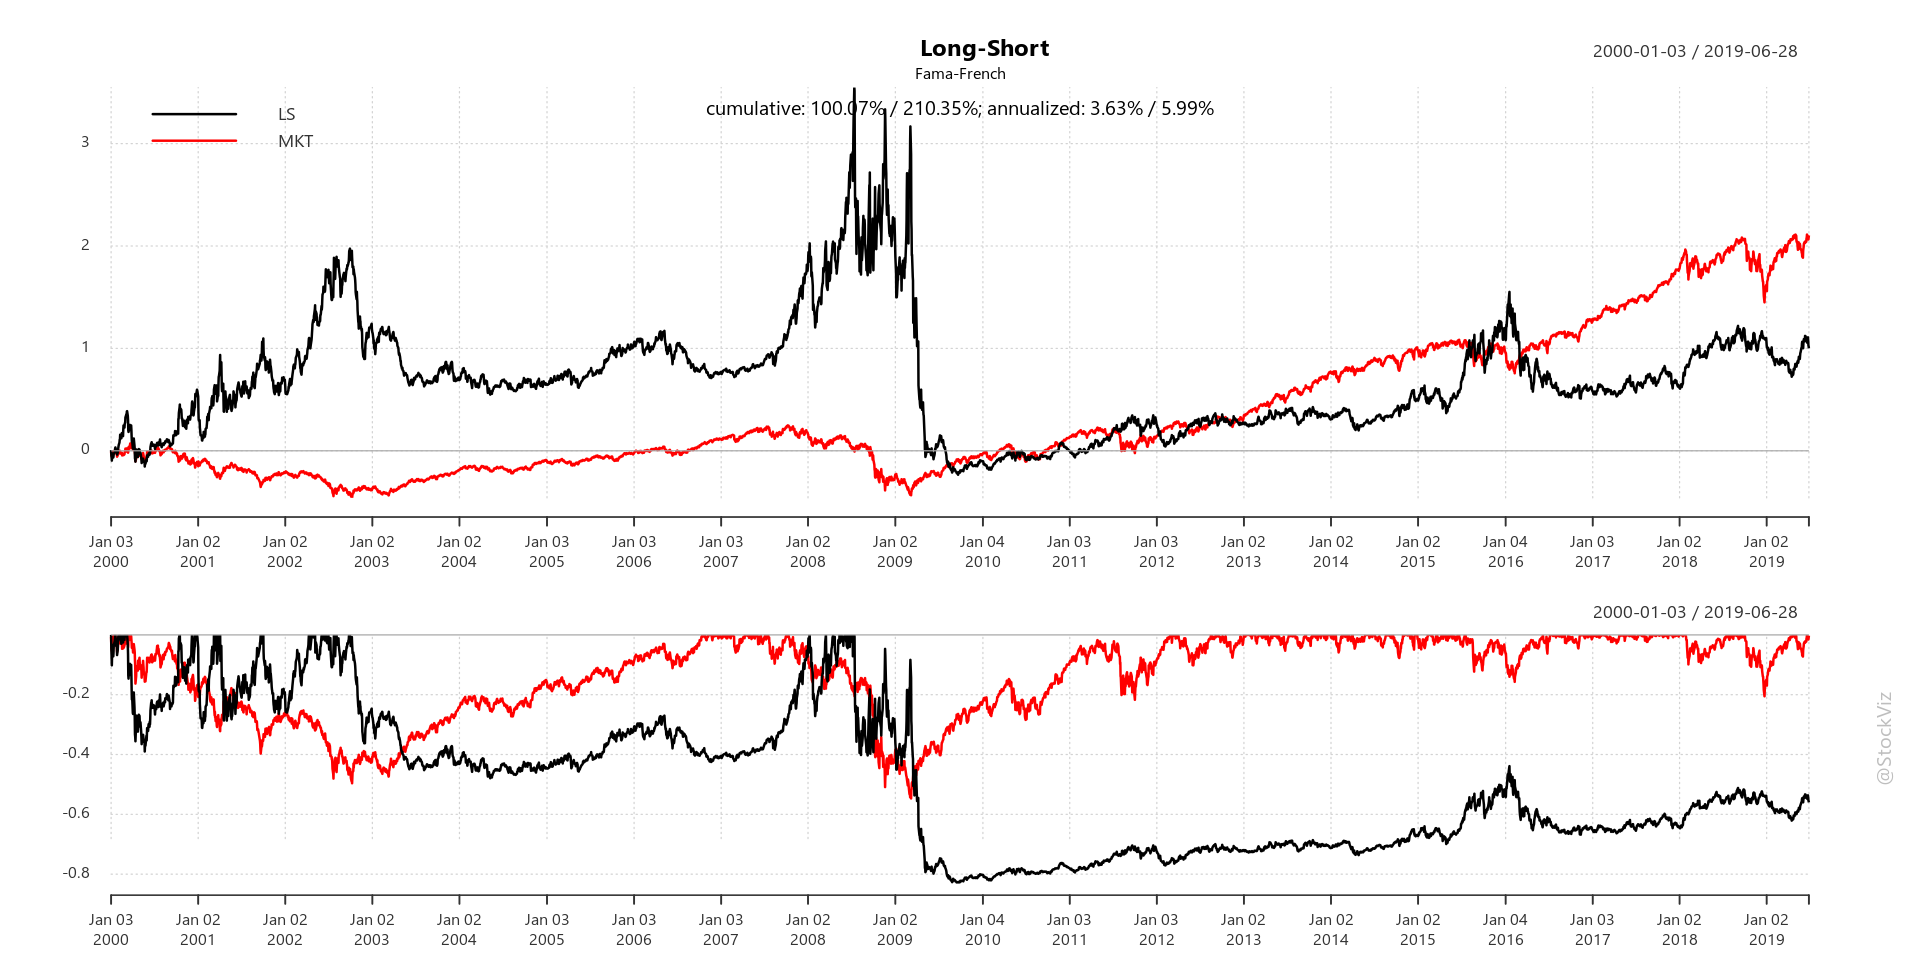 Long-Short
2000-01-03 / 2019-06-28
Fama-French
cumulative: 100.07% / 210.35%; annualized: 3.63% / 5.99%
LS
MKT
3
2
1
0
Jan 03 Jan 02 Jan 02 Jan 02 Jan 02 Jan 03 Jan 03 Jan 03 Jan 02 Jan 02 Jan 04 Jan 03 Jan 03 Jan 02 Jan 02 Jan 02 Jan 04 Jan 03 Jan 02 Jan 02
2000 2001 2002 2003 2004 2005 2006 2007 2008 2009 2010 2011 2012 2013 2014 2015 2016 2017 2018 2019
2000-01-03 / 2019-06-28
-0.2
-0.4
-0.6
-0.8
Jan 03 Jan 02 Jan 02 Jan 02 Jan 02 Jan 03 Jan 03 Jan 03 Jan 02 Jan 02 Jan 04 Jan 03 Jan 03 Jan 02 Jan 02 Jan 02 Jan 04 Jan 03 Jan 02 Jan 02
2000 2001 2002 2003 2004 2005 2006 2007 2008 2009 2010 2011 2012 2013 2014 2015 2016 2017 2018 2019
@StockViz